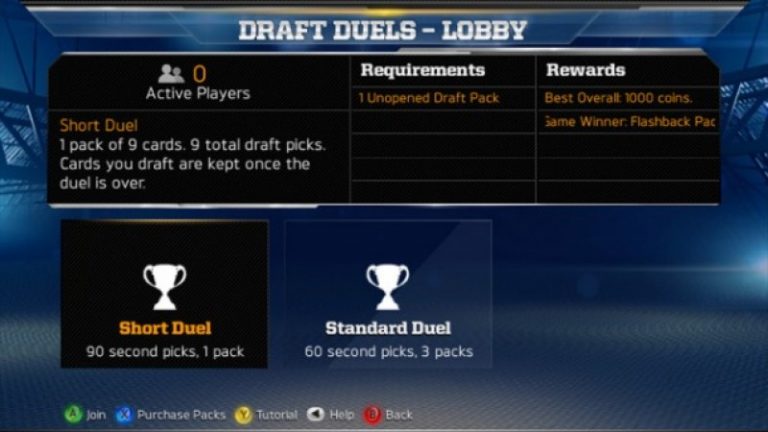 DRAFT DUELS - LOBBY
0
Active Players
Short Duel
1 pack of 9 cards. 9 total draft picks.
Cards you draft are kept once the
duel is over.
Requirements
1 Unopened Draft Pack
Rewards
Best Overall: 1000 coins.
Game Winner: Flashback Pac
Short Duel
90 second picks, 1 pack
Standard Duel
60 second picks, 3 packs
A Join X Purchase Packs Y Tutorial Help B Back